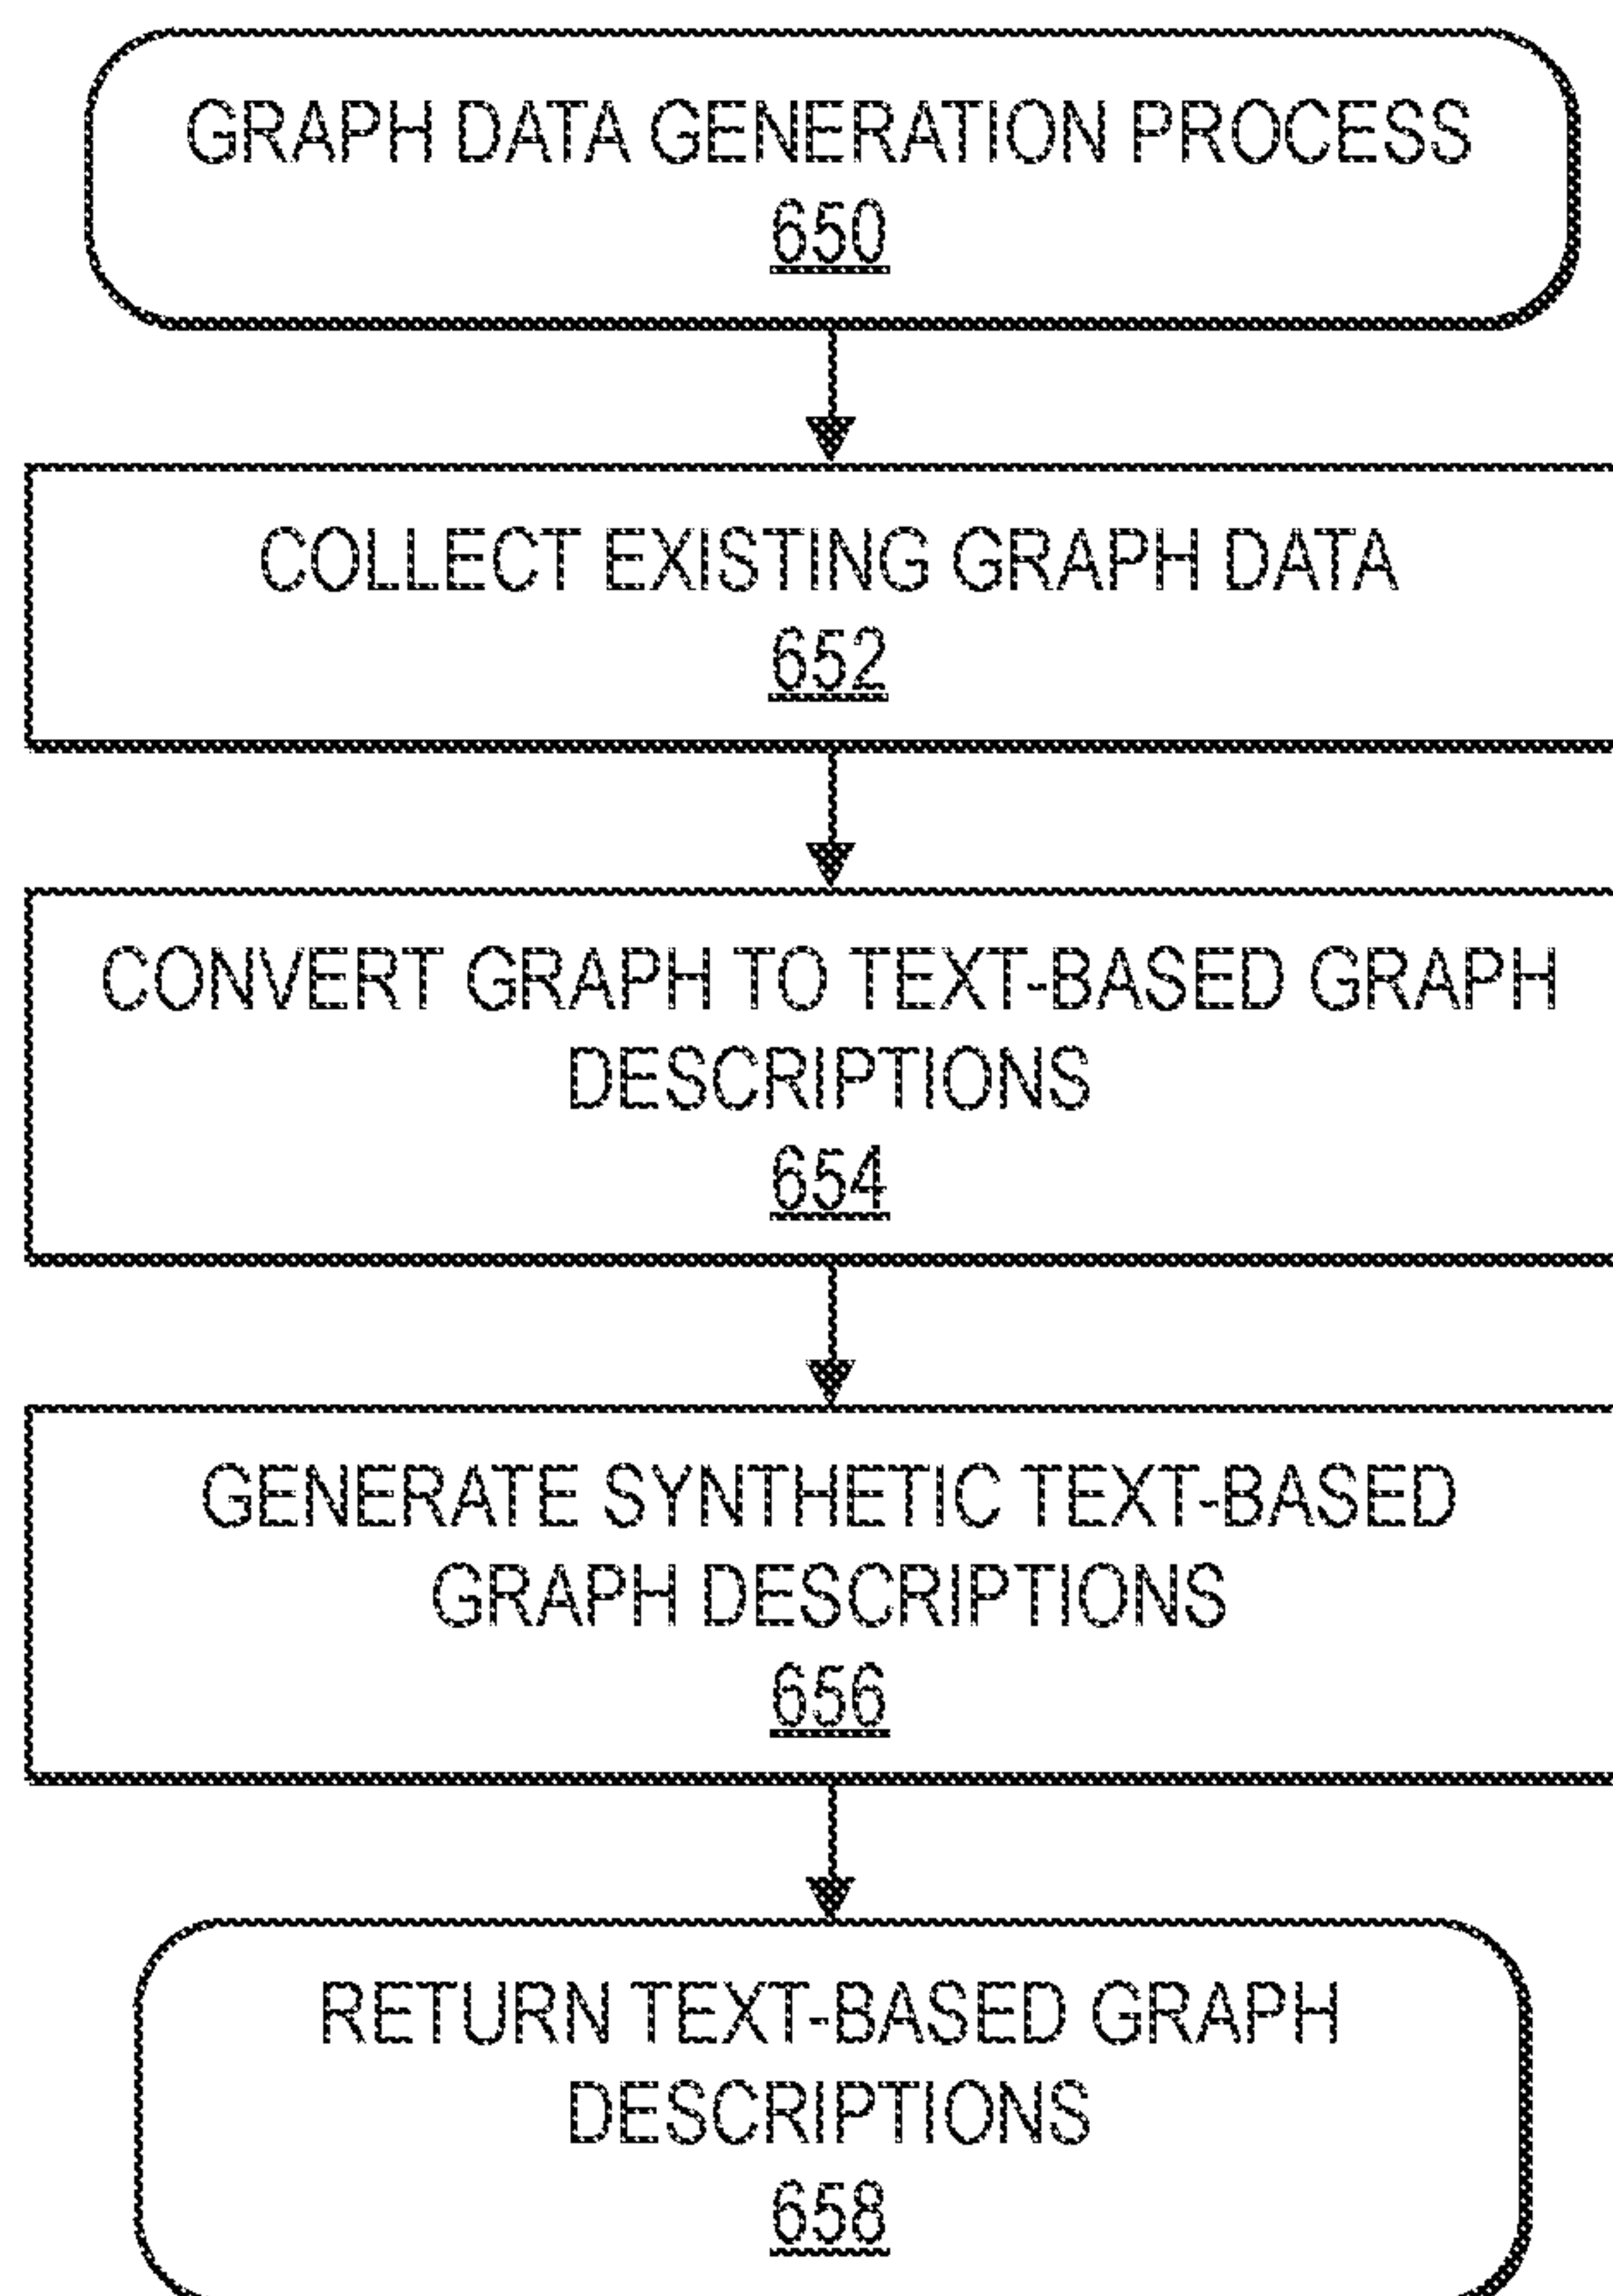 GRAPH DATA GENERATION PROCESS
650
COLLECT EXISTING GRAPH DATA
652
CONVERT GRAPH TO TEXT-BASED GRAPH
DESCRIPTIONS
654
GENERATE SYNTHETIC TEXT-BASED
GRAPH DESCRIPTIONS
656
RETURN TEXT-BASED GRAPH
DESCRIPTIONS
658